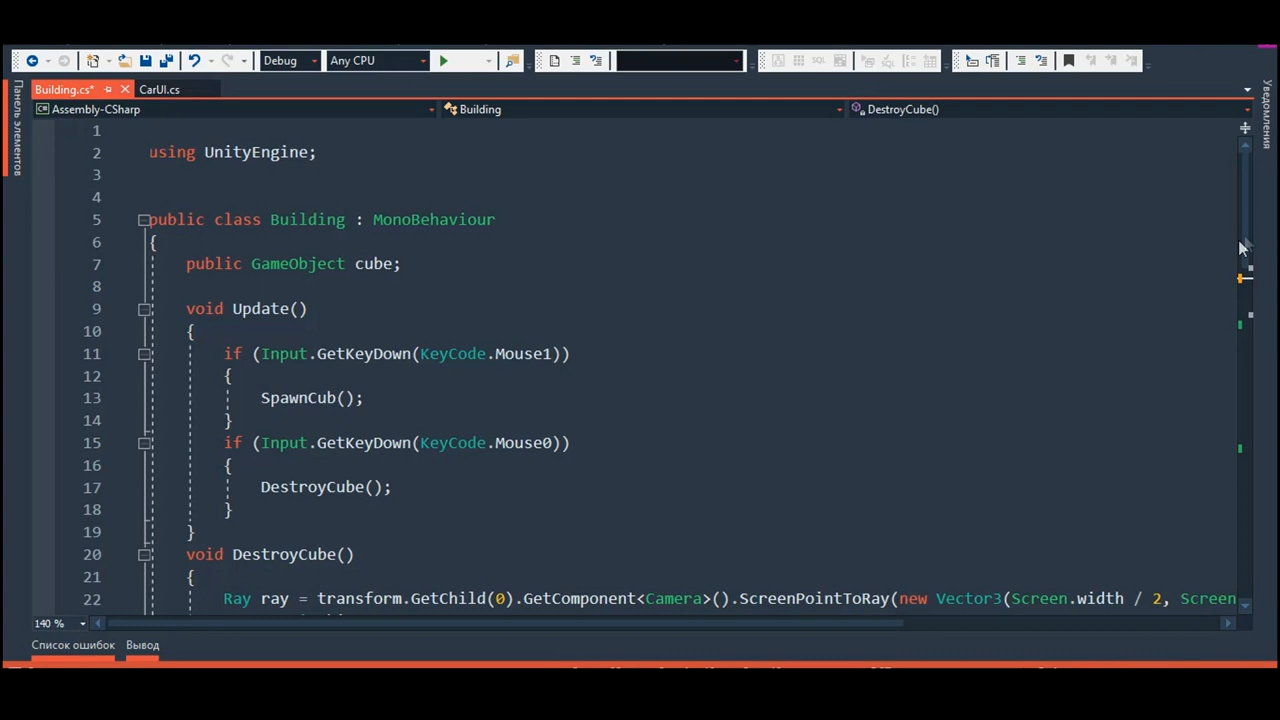 Debug
Any CPU
Building.cs*
CarUI.cs
Assembly-CSharp
Building
DestroyCube()
Панель элементов
Уведомления
1
2 using UnityEngine;
3
4
5 public class Building : MonoBehaviour
6 {
7 public GameObject cube;
8
9 void Update()
10 {
11 if (Input.GetKeyDown(KeyCode.Mouse1))
12 {
13 SpawnCub();
14 }
15 if (Input.GetKeyDown(KeyCode.Mouse0))
16 {
17 DestroyCube();
18 }
19 }
20 void DestroyCube()
21 {
22 Ray ray = transform.GetChild(0).GetComponent<Camera>().ScreenPointToRay(new Vector3(Screen.width / 2, Screen
140 %
Список ошибок
Вывод